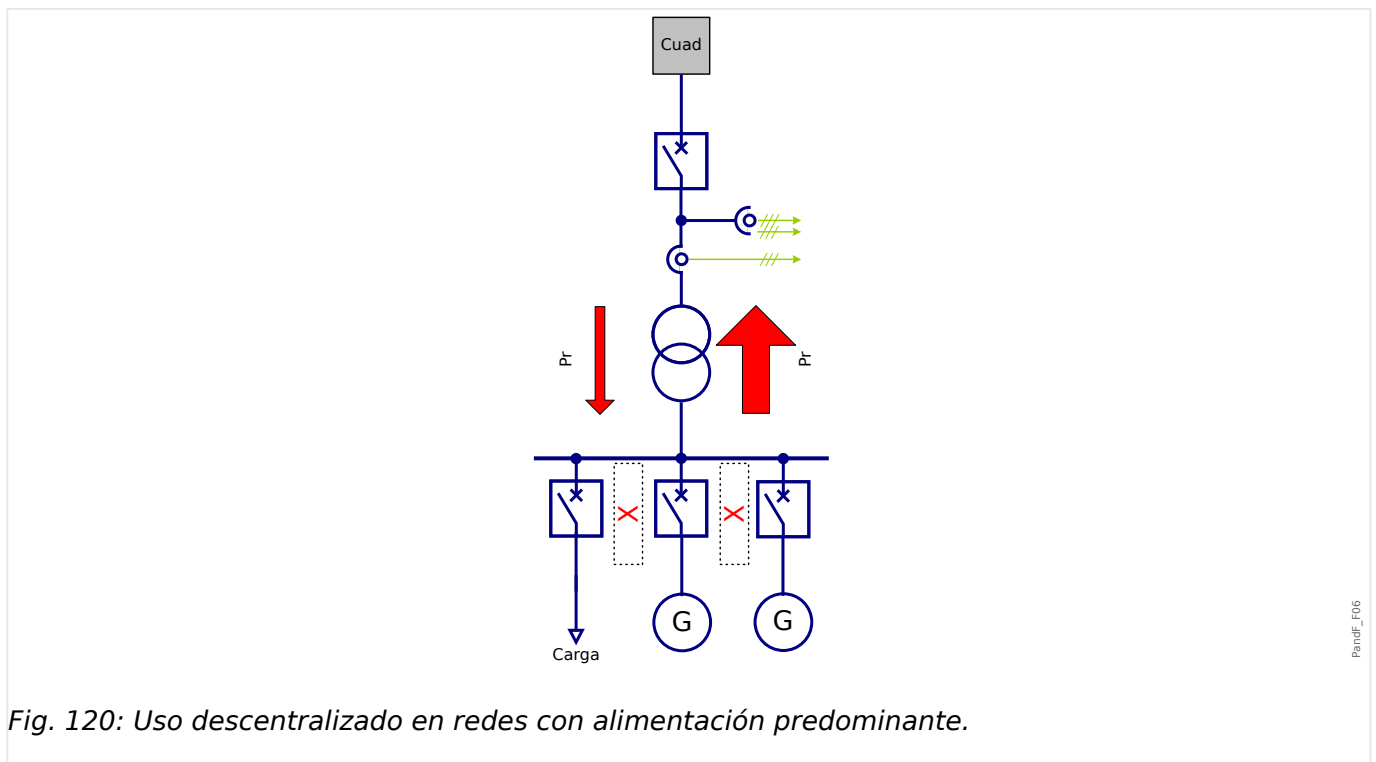 Cuad
Pr
Pr
G
G
Carga
PandF_F06
Fig. 120: Uso descentralizado en redes con alimentación predominante.